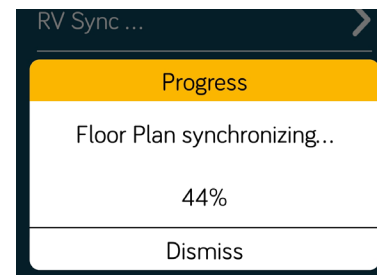 RV Sync ...
Progress
Floor Plan synchronizing...
44%
Dismiss